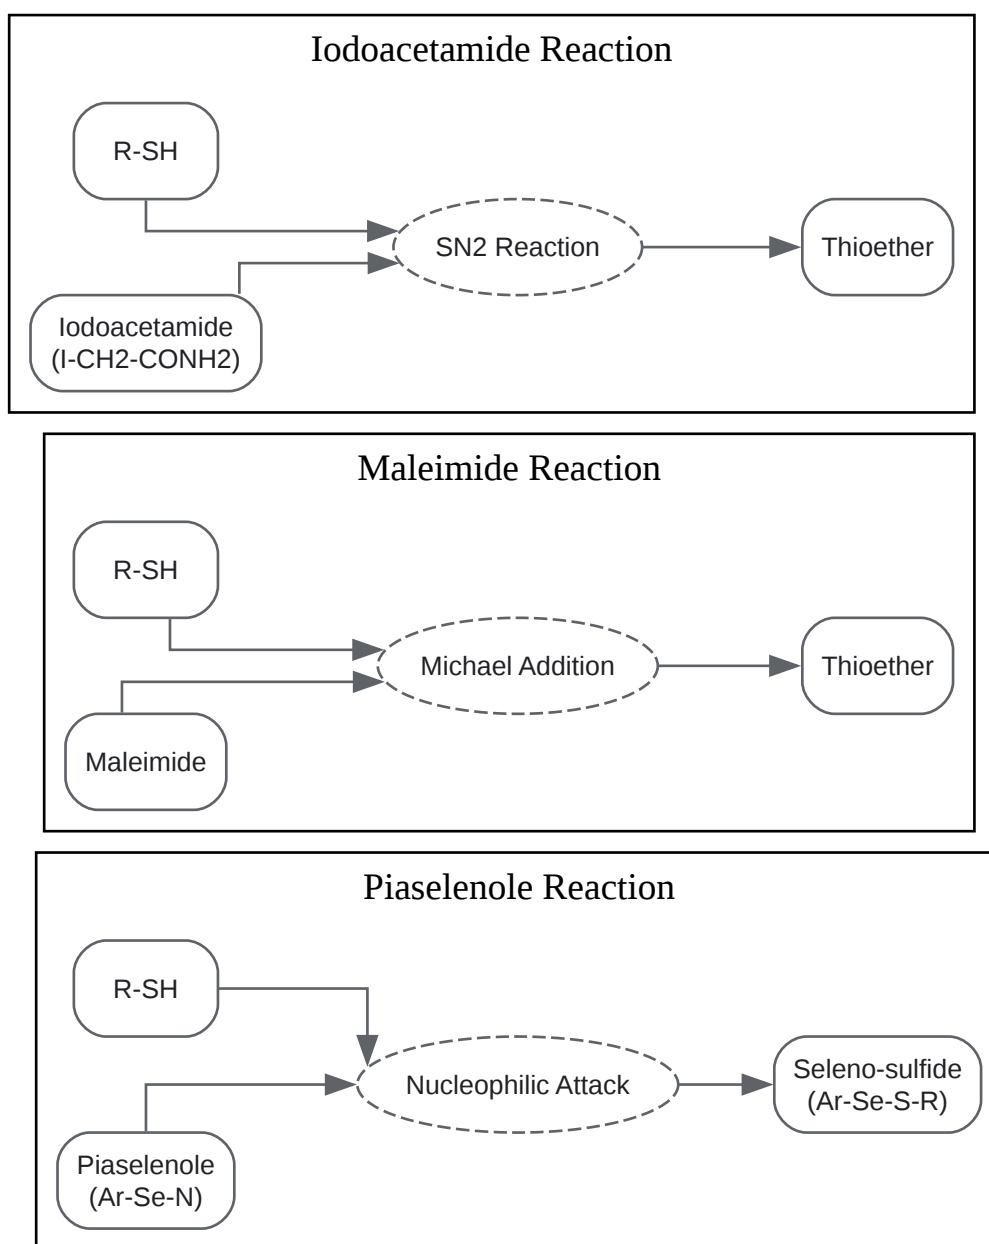 Iodoacetamide Reaction
R-SH
SN2 Reaction
Thioether
Iodoacetamide
(I-CH2-CONH2)
Maleimide Reaction
R-SH
Michael Addition
Thioether
Maleimide
Piaselenole Reaction
R-SH
Nucleophilic Attack
Seleno-sulfide
(Ar-Se-S-R)
Piaselenole
(Ar-Se-N)